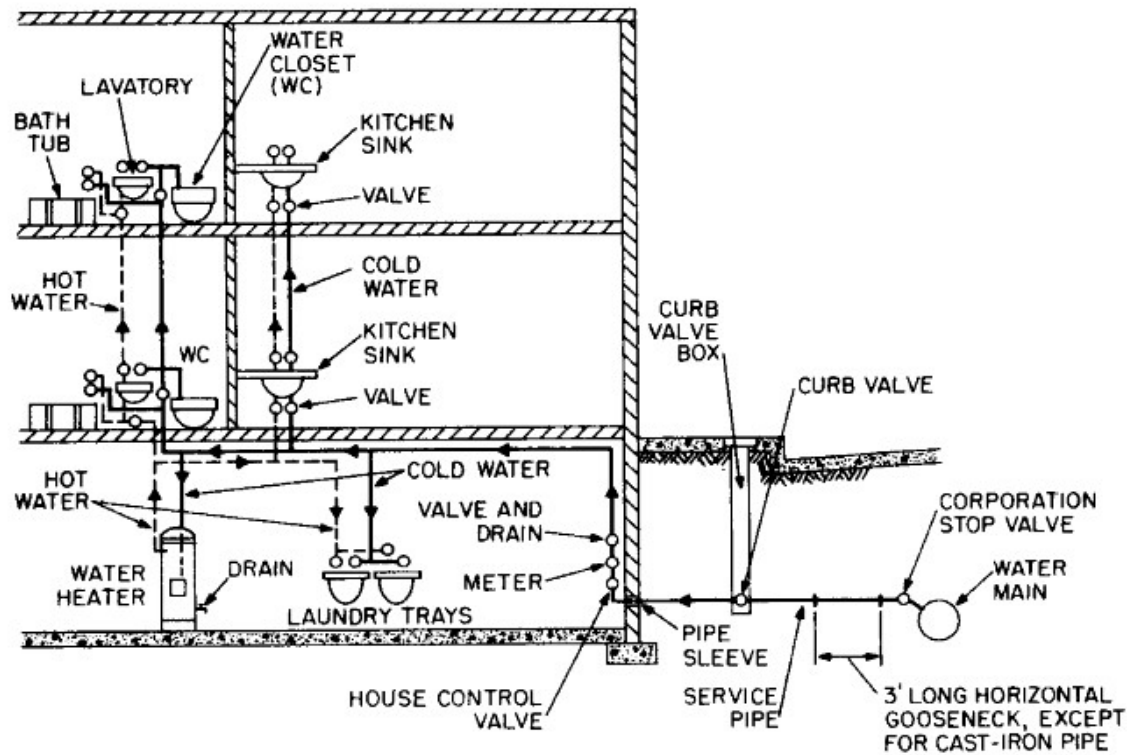 WATER
CLOSET
(WC)
LAVATORY
BATH
TUB
KITCHEN
SINK
VALVE
HOT
WATER
COLD
WATER
WC
KITCHEN
SINK
VALVE
CURB
VALVE
BOX
CURB VALVE
HOT
WATER
COLD WATER
VALVE AND
DRAIN
CORPORATION
STOP VALVE
WATER
HEATER
DRAIN
METER
WATER
MAIN
LAUNDRY TRAYS
PIPE
SLEEVE
HOUSE CONTROL
VALVE
SERVICE
PIPE
3' LONG HORIZONTAL
GOOSENECK, EXCEPT
FOR CAST-IRON PIPE